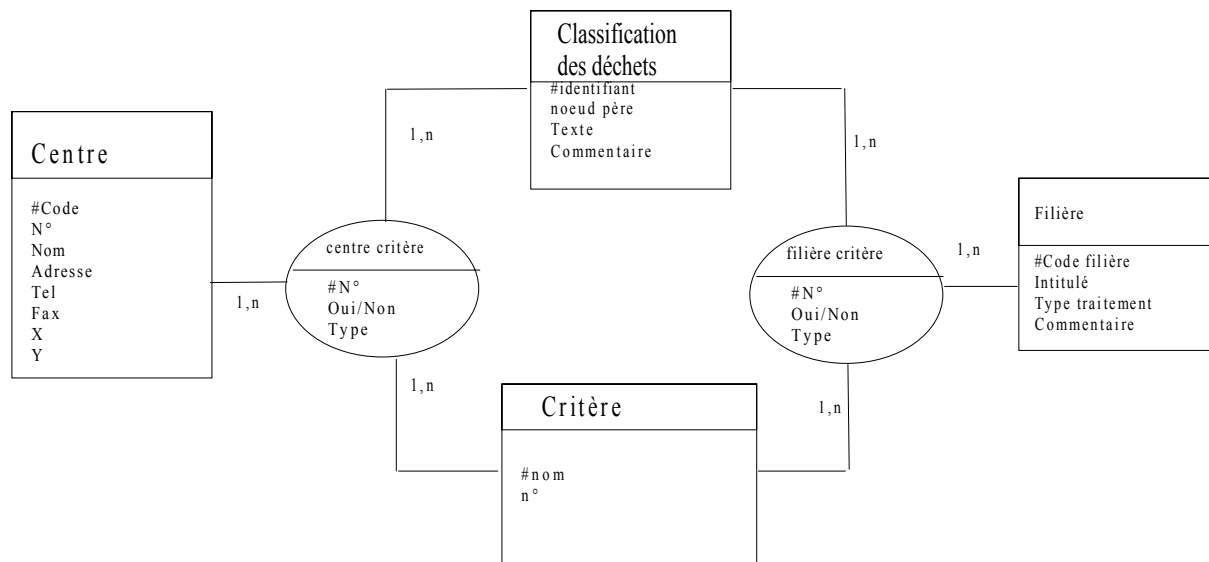 Classification
des déchets
#identifiant
noeud père
Texte
Commentaire
1,n
1,n
Centre
#Code
N°
Nom
Adresse
Tel
Fax
X
Y
1,n
centre critère
#N°
Oui/Non
Type
filière critère
#N°
Oui/Non
Type
1,n
Filière
#Code filière
Intitulé
Type traitement
Commentaire
1,n
1,n
Critère
#nom
n°